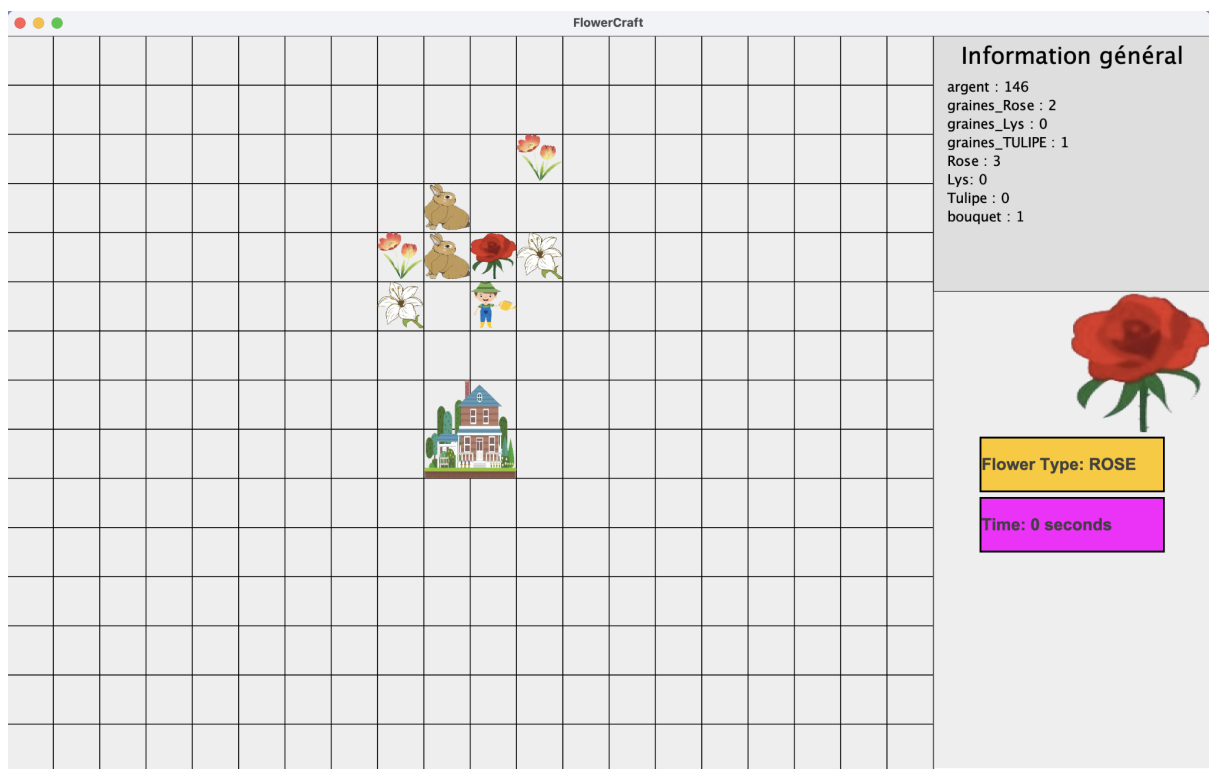 FlowerCraft
Information général
argent : 146
graines_Rose : 2
graines_Lys : 0
graines_TULIPE : 1
Rose : 3
Lys: 0
Tulipe : 0
bouquet : 1
Flower Type: ROSE
Time: 0 seconds